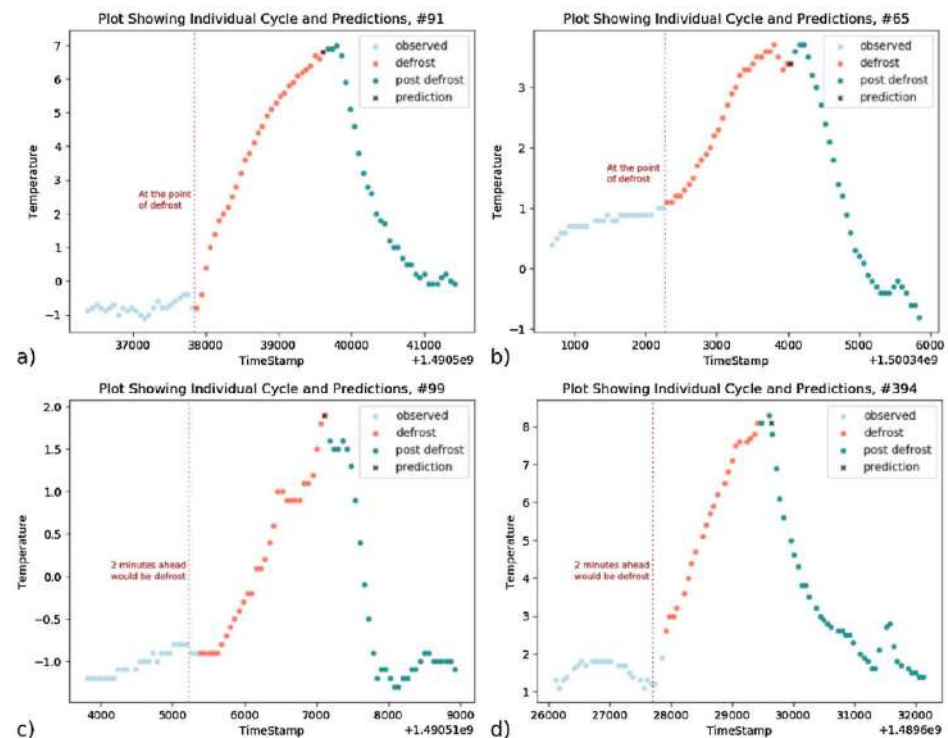 Plot Showing Individual Cycle and Predictions, #91
7
6
5
4
3
2
1
0
−1
Temperature
At the point
of defrost
observed
defrost
post defrost
prediction
37000 38000 39000 40000 41000
TimeStamp
+1.4905e9
a)
Plot Showing Individual Cycle and Predictions, #65
3
2
1
0
−1
Temperature
At the point
of defrost
observed
defrost
post defrost
prediction
1000 2000 3000 4000 5000 6000
TimeStamp
+1.50034e9
b)
Plot Showing Individual Cycle and Predictions, #99
2.0
1.5
1.0
0.5
0.0
−0.5
−1.0
Temperature
2 minutes ahead
would be defrost
observed
defrost
post defrost
prediction
4000 5000 6000 7000 8000 9000
TimeStamp
+1.49051e9
c)
Plot Showing Individual Cycle and Predictions, #394
8
7
6
5
4
3
2
1
Temperature
2 minutes ahead
would be defrost
observed
defrost
post defrost
prediction
26000 27000 28000 29000 30000 31000 32000
TimeStamp
+1.4896e9
d)